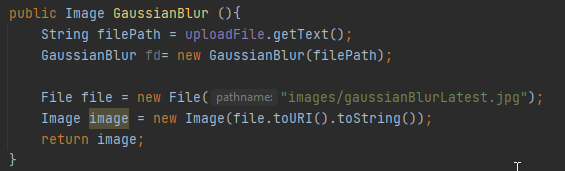 public Image GaussianBlur (){
String filePath = uploadFile.getText();
GaussianBlur fd= new GaussianBlur(filePath);
File file = new File( pathname: "images/gaussianBlurLatest.jpg");
Image image = new Image(file.toURI().toString());
return image;
}